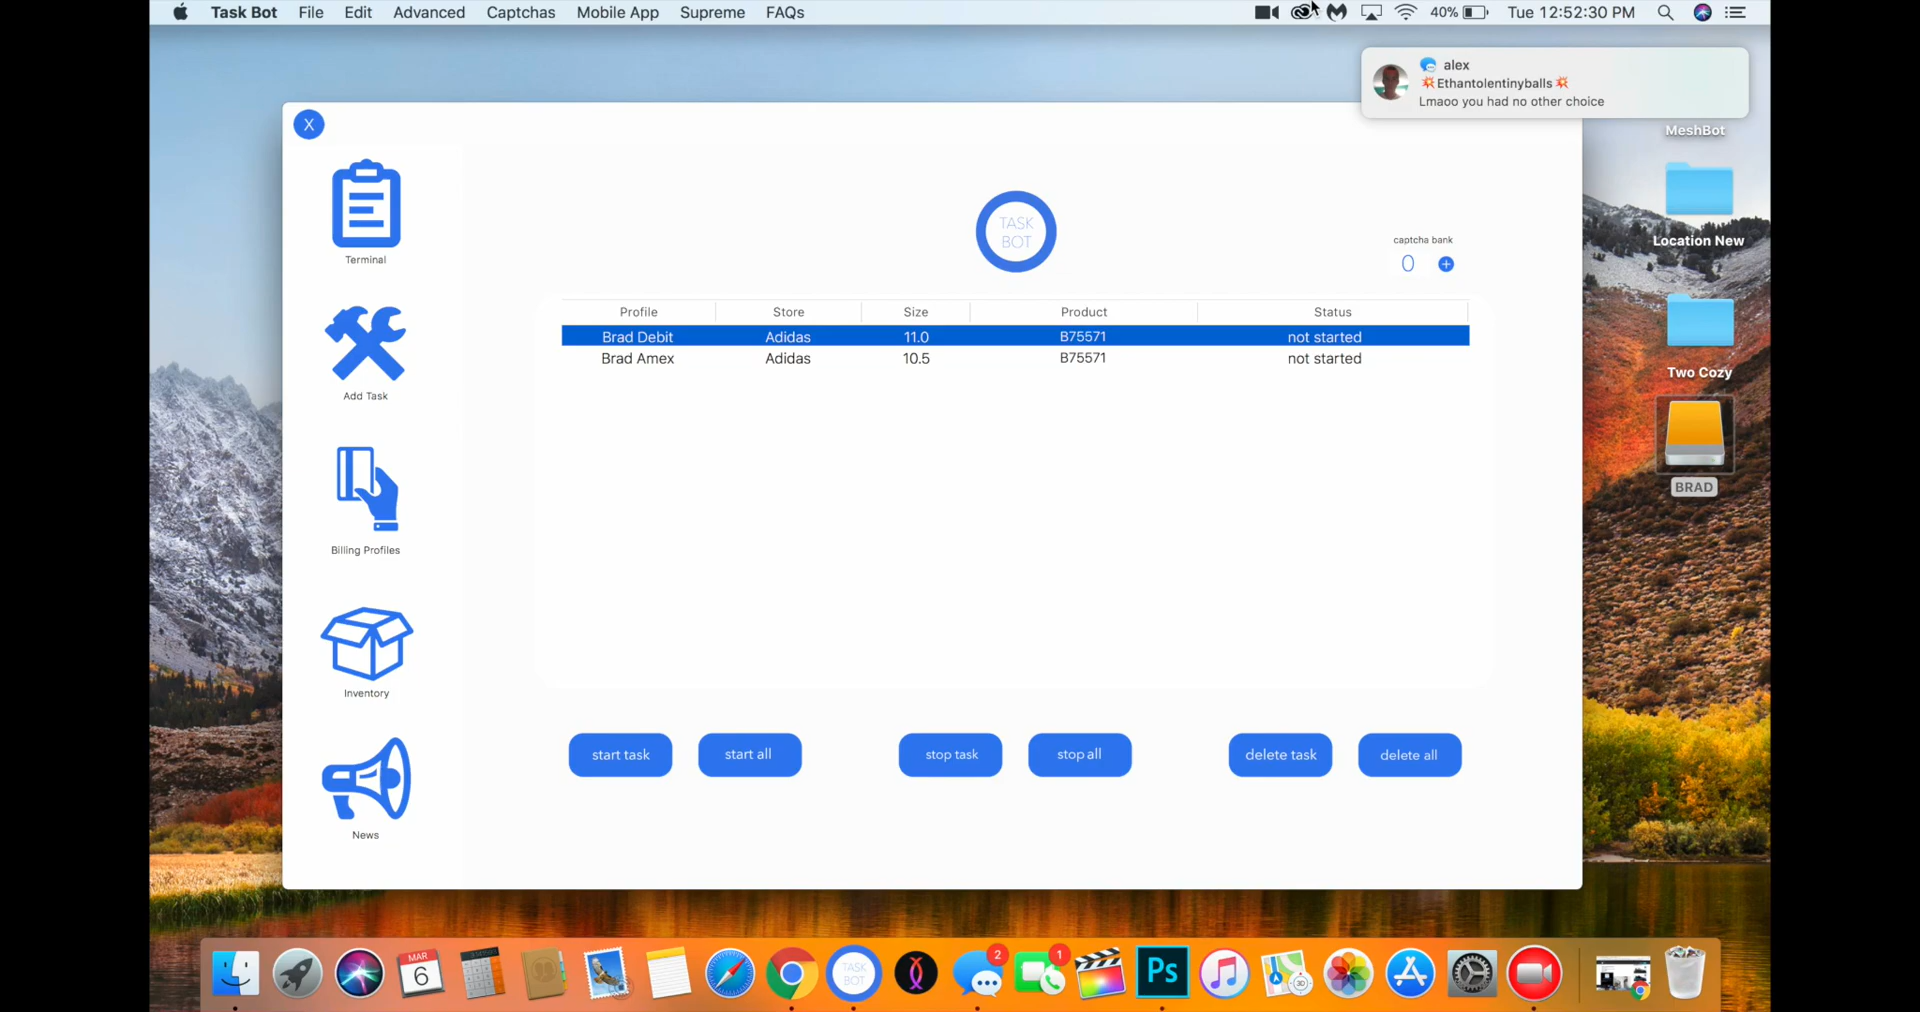 Task Bot File Edit Advanced Captchas Mobile App Supreme FAQs 40% Tue 12:52:30 PM
alex
💥Ethantolentinyballs💥
Lmaoo you had no other choice
X
MeshBot
Terminal
TASK
BOT
captcha bank
0
Location New
Profile Store Size Product Status
Brad Debit Adidas 11.0 B75571 not started
Brad Amex Adidas 10.5 B75571 not started
Add Task
Two Cozy
BRAD
Billing Profiles
Inventory
start task start all stop task stop all delete task delete all
News
MAR
6
TASK
BOT
2
1
Ps
3D